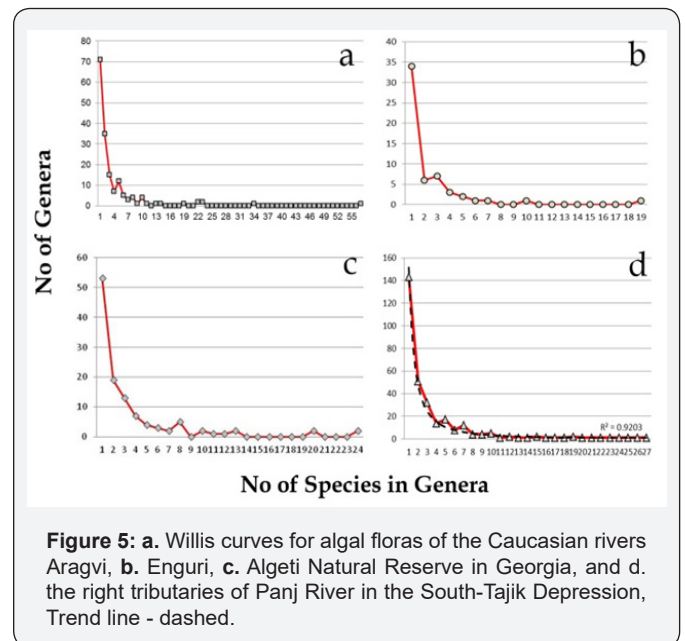 No of Genera
a
80
70
60
50
40
30
20
10
0
1 4 7 10 13 16 19 22 25 28 31 34 37 40 43 46 49 52 55
b
40
35
30
25
20
15
10
5
0
1 2 3 4 5 6 7 8 9 10 11 12 13 14 15 16 17 18 19
c
60
50
40
30
20
10
0
1 2 3 4 5 6 7 8 9 101112131415161718192021222324
d
160
140
120
100
80
60
40
20
0
R² = 0.9203
1 2 3 4 5 6 7 8 9 101112131415161718192021222324252627
No of Species in Genera
Figure 5: a. Willis curves for algal floras of the Caucasian rivers
Aragvi, b. Enguri, c. Algeti Natural Reserve in Georgia, and d.
the right tributaries of Panj River in the South-Tajik Depression,
Trend line - dashed.